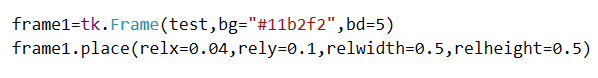 frame1=tk.Frame(test,bg="#11b2f2",bd=5)
frame1.place(relx=0.04,rely=0.1,relwidth=0.5,relheight=0.5)